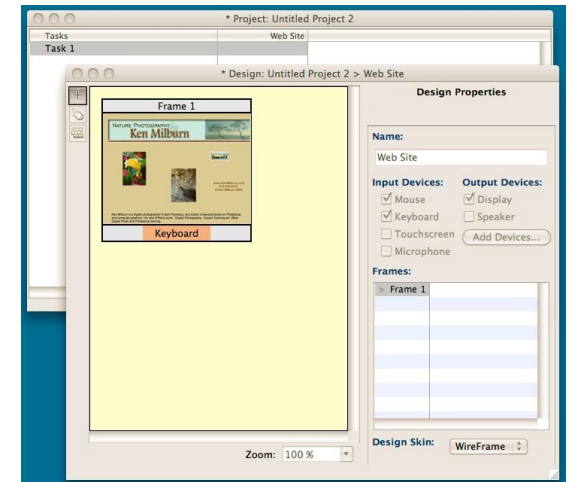 * Project: Untitled Project 2
Tasks
Web Site
Task 1
* Design: Untitled Project 2 > Web Site
Frame 1
NATURE PHOTOGRAPHY
Ken Milburn
Keyboard
Zoom: 100 %
Design Properties
Name:
Web Site
Input Devices: Output Devices:
Mouse Display
Keyboard Speaker
Touchscreen Add Devices...
Microphone
Frames:
Frame 1
Design Skin: WireFrame